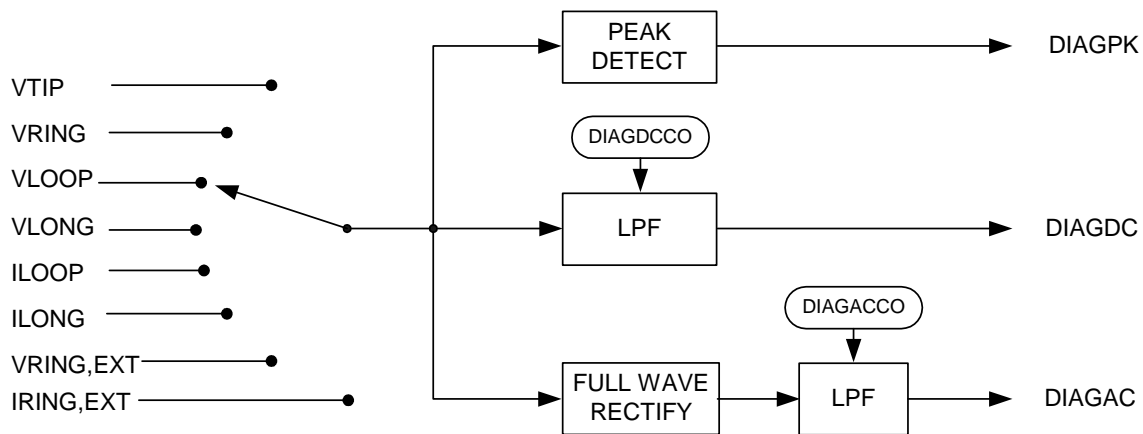 PEAK
DETECT
DIAGPK
VTIP
VRING
DIAGDCCO
VLOOP
VLONG
LPF
DIAGDC
ILOOP
ILONG
DIAGACCO
VRING,EXT
IRING,EXT
FULL WAVE
RECTIFY
LPF
DIAGAC